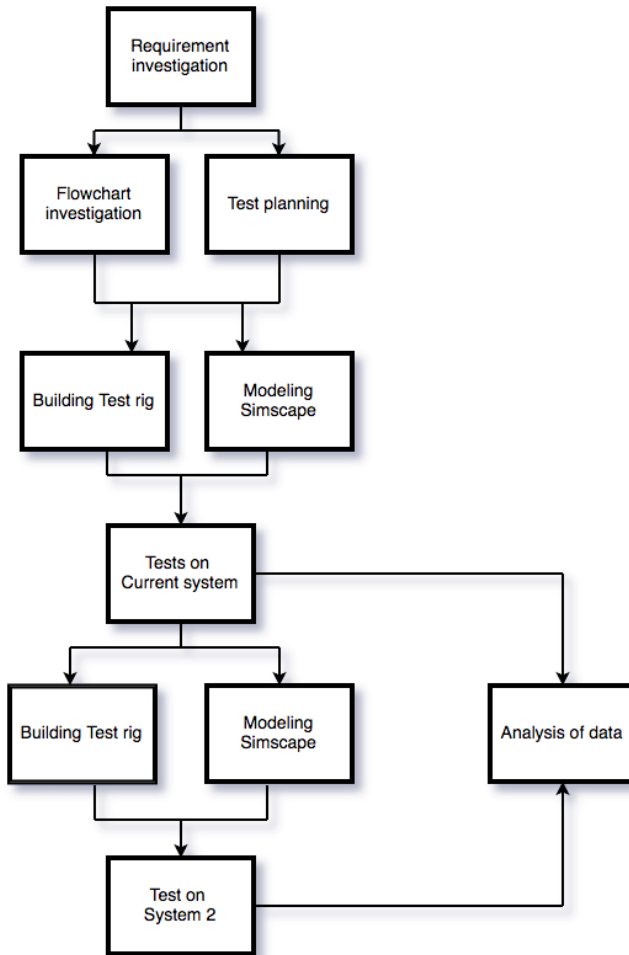 Requirement
investigation
Flowchart
investigation
Test planning
Building Test rig
Modeling
Simscape
Tests on
Current system
Building Test rig
Modeling
Simscape
Analysis of data
Test on
System 2